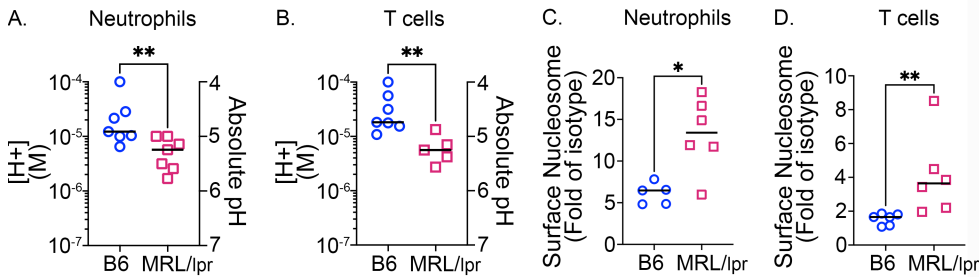 A. Neutrophils
**
10-4
10-5
10-6
10-7
[H+]
(M)
4
5
6
7
Absolute pH
B6 MRL/lpr
B. T cells
**
10-4
10-5
10-6
10-7
[H+]
(M)
4
5
6
7
Absolute pH
B6 MRL/lpr
C. Neutrophils
*
20
15
10
5
0
Surface Nucleosome
(Fold of isotype)
B6 MRL/lpr
D. T cells
**
10
8
6
4
2
0
Surface Nucleosome
(Fold of isotype)
B6 MRL/lpr